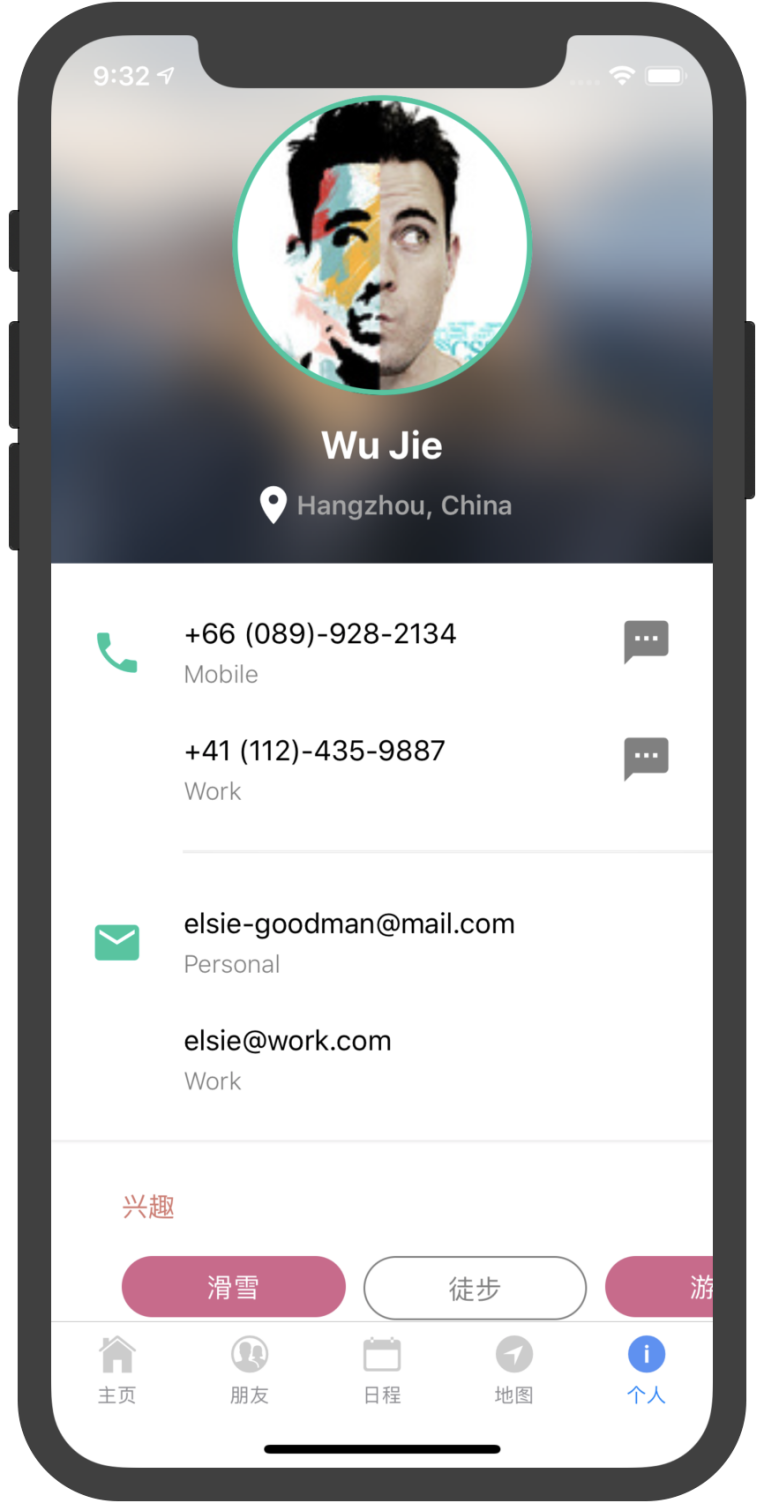 9:32
Wu Jie
Hangzhou, China
+66 (089)-928-2134
Mobile
+41 (112)-435-9887
Work
elsie-goodman@mail.com
Personal
elsie@work.com
Work
兴趣
滑雪 徒步 游
主页 朋友 日程 地图 个人